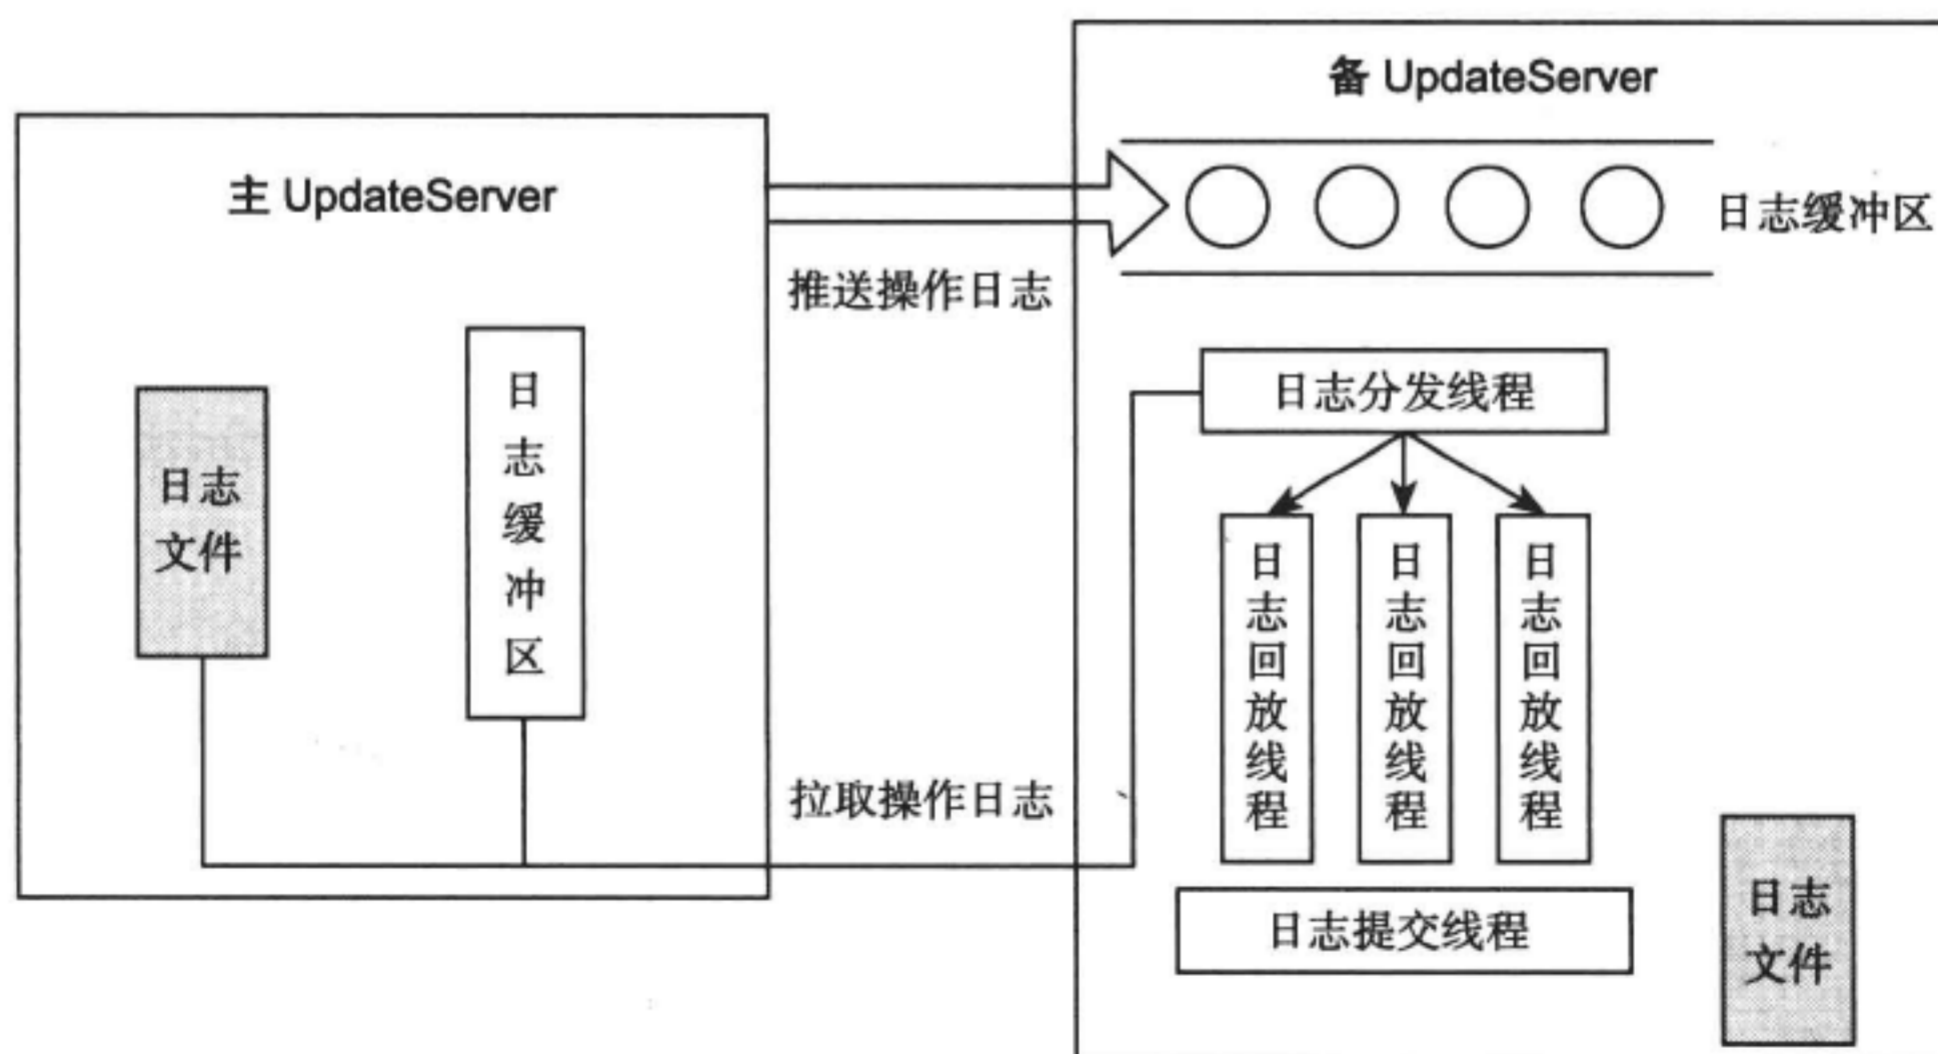 备 UpdateServer
主 UpdateServer
日志缓冲区
推送操作日志
日志缓冲区
日志分发线程
日志
文件
日志回放线程
日志回放线程
日志回放线程
拉取操作日志
日志
文件
日志提交线程